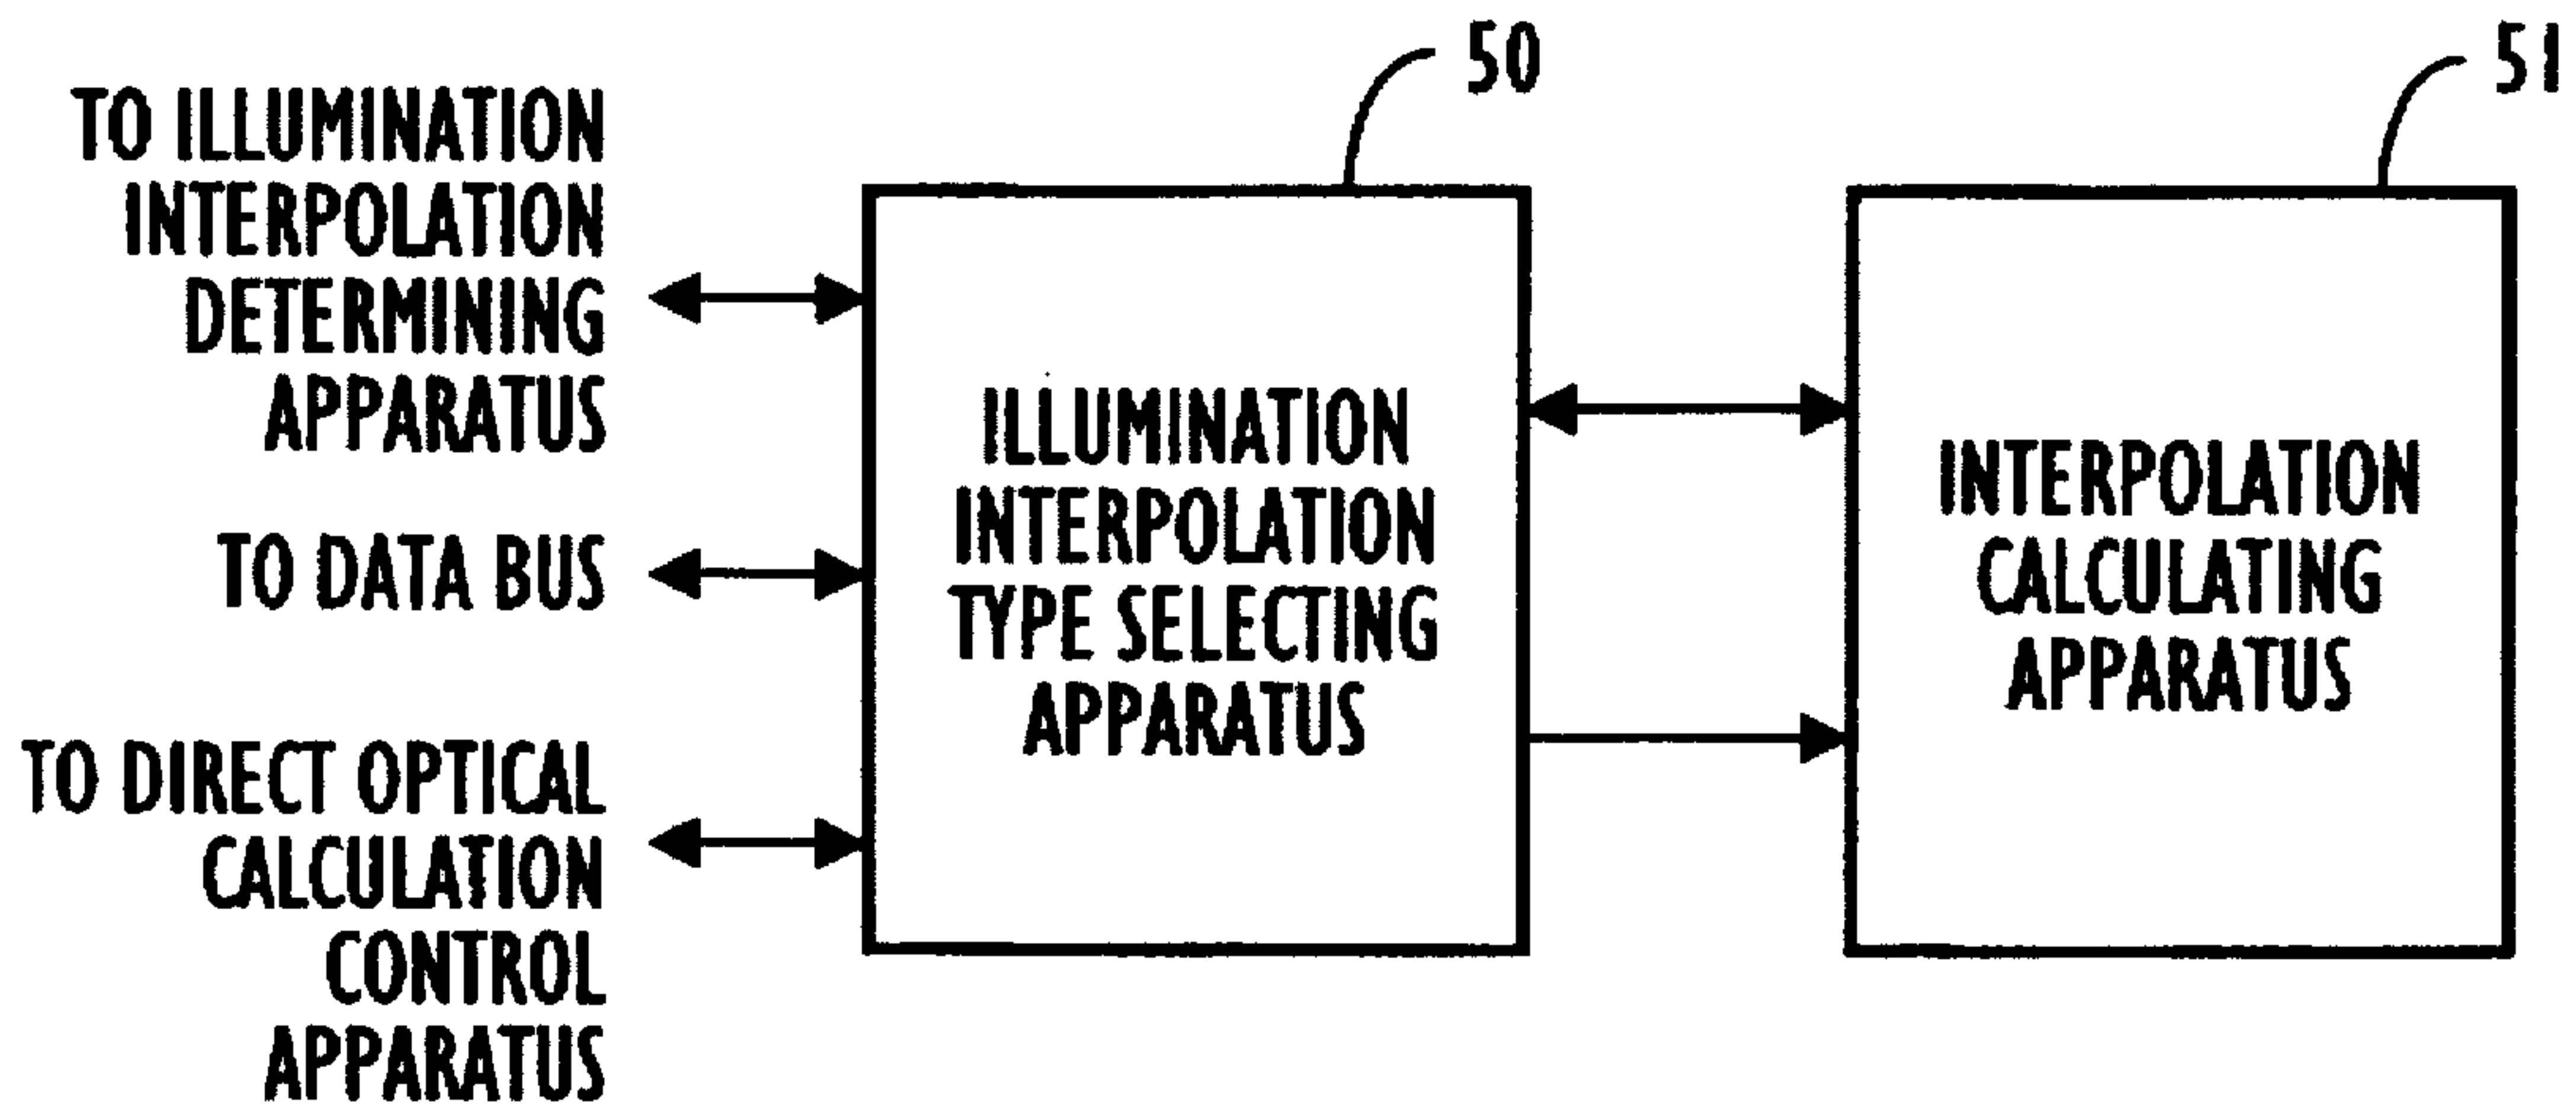 50
51
TO ILLUMINATION
INTERPOLATION
DETERMINING
APPARATUS
TO DATA BUS
TO DIRECT OPTICAL
CALCULATION
CONTROL
APPARATUS
ILLUMINATION
INTERPOLATION
TYPE SELECTING
APPARATUS
INTERPOLATION
CALCULATING
APPARATUS